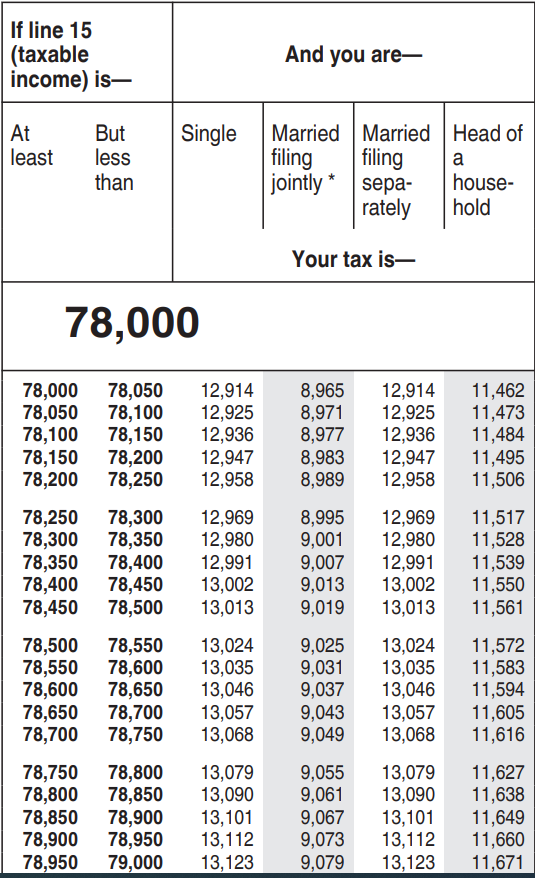 If line 15 (taxable income) is—
And you are—
At least
But less than
Single
Married filing jointly *
Married filing sepa- rately
Head of a house- hold
Your tax is—
78,000
78,000 78,050 12,914 8,965 12,914 11,462
78,050 78,100 12,925 8,971 12,925 11,473
78,100 78,150 12,936 8,977 12,936 11,484
78,150 78,200 12,947 8,983 12,947 11,495
78,200 78,250 12,958 8,989 12,958 11,506
78,250 78,300 12,969 8,995 12,969 11,517
78,300 78,350 12,980 9,001 12,980 11,528
78,350 78,400 12,991 9,007 12,991 11,539
78,400 78,450 13,002 9,013 13,002 11,550
78,450 78,500 13,013 9,019 13,013 11,561
78,500 78,550 13,024 9,025 13,024 11,572
78,550 78,600 13,035 9,031 13,035 11,583
78,600 78,650 13,046 9,037 13,046 11,594
78,650 78,700 13,057 9,043 13,057 11,605
78,700 78,750 13,068 9,049 13,068 11,616
78,750 78,800 13,079 9,055 13,079 11,627
78,800 78,850 13,090 9,061 13,090 11,638
78,850 78,900 13,101 9,067 13,101 11,649
78,900 78,950 13,112 9,073 13,112 11,660
78,950 79,000 13,123 9,079 13,123 11,671